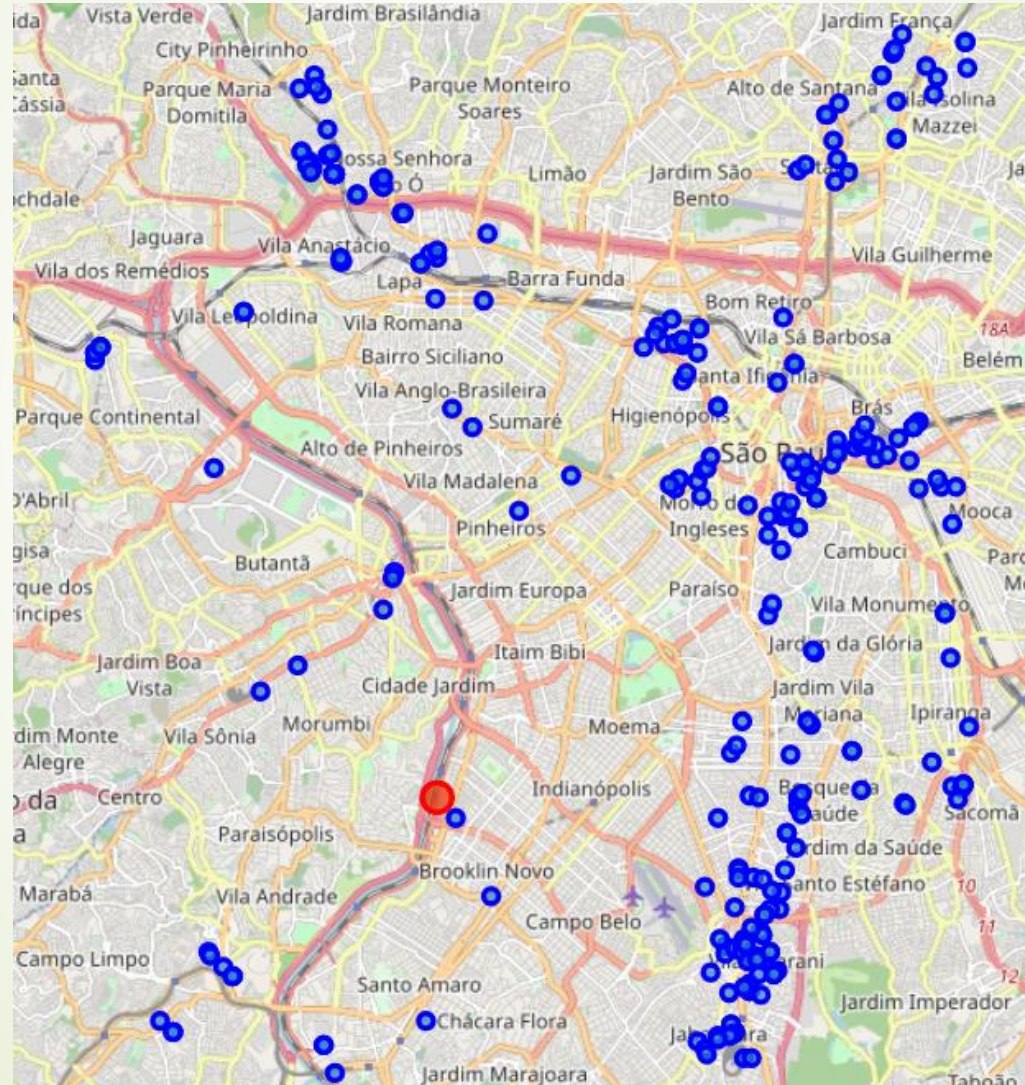 Vista Verde
Jardim Brasilândia
Jardim França
City Pinheirinho
Santa
Cássia
Parque Maria
Domitila
Parque Monteiro
Soares
Alto de Santana
Mazzei
Limão
Jardim São
Bento
Jaguara
Vila Anastácio
Vila Guilherme
Vila dos Remédios
Lapa
Barra Funda
Bom Retiro
18A
Vila Romana
Vila Sá Barbosa
Bairro Siciliano
Belém
Vila Anglo-Brasileira
Parque Continental
Sumaré
Higienópolis
Brás
Alto de Pinheiros
São
D'Abril
Vila Madalena
Pinheiros
Ingleses
Mooca
Butantã
Cambuci
Jardim Europa
Paraíso
Vila Monumento
Itaim Bibi
Jardim da Glória
Jardim Boa
Vista
Cidade Jardim
Jardim Vila
Mariana
Morumbi
Moema
Ipiranga
Vila Sônia
Alegre
Centro
Indianópolis
da
Saúde
Sacomã
Paraisópolis
Jardim da Saúde
Brooklin Novo
Marabá
Vila Andrade
10
Campo Belo
11
Campo Limpo
12
Santo Amaro
Jardim Imperador
Chácara Flora
Jardim Marajoara
Taboão